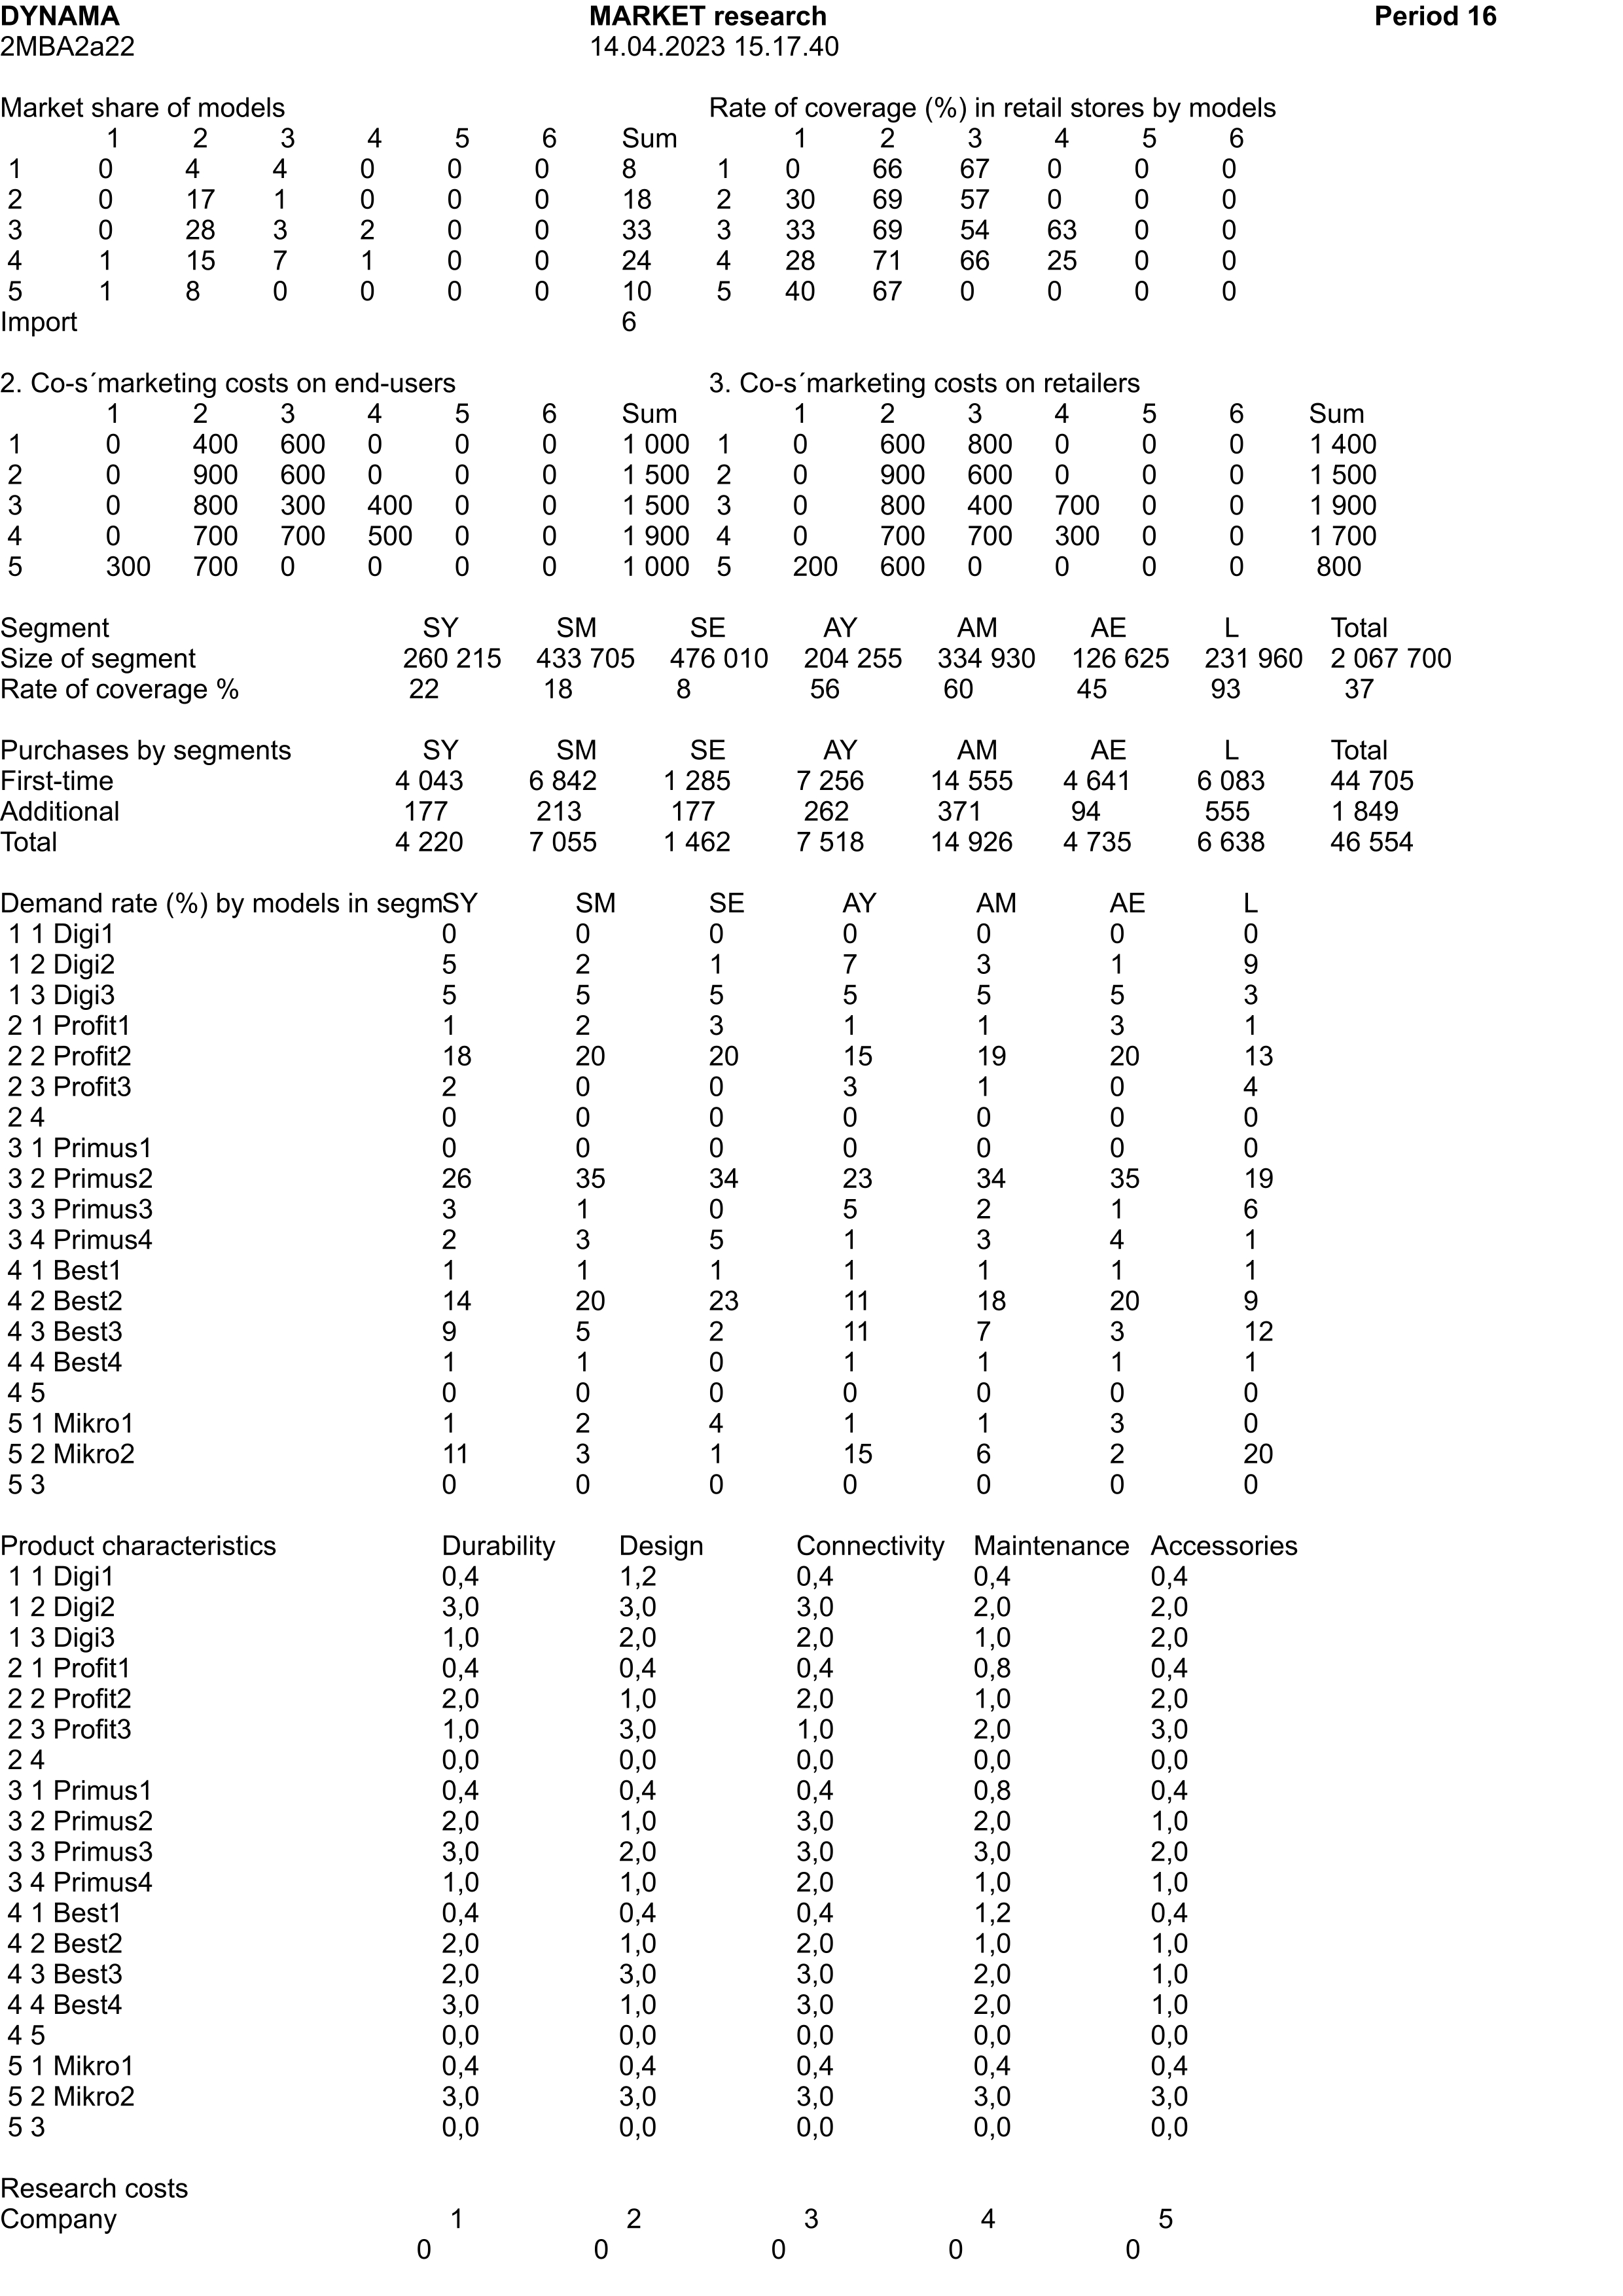 DYNAMA MARKET research Period 16
2MBA2a22 14.04.2023 15.17.40
Market share of models Rate of coverage (%) in retail stores by models
1 2 3 4 5 6 Sum 1 2 3 4 5 6
1 0 4 4 0 0 0 8 1 0 66 67 0 0 0
2 0 17 1 0 0 0 18 2 30 69 57 0 0 0
3 0 28 3 2 0 0 33 3 33 69 54 63 0 0
4 1 15 7 1 0 0 24 4 28 71 66 25 0 0
5 1 8 0 0 0 0 10 5 40 67 0 0 0 0
Import 6
2. Co-s´marketing costs on end-users 3. Co-s´marketing costs on retailers
1 2 3 4 5 6 Sum 1 2 3 4 5 6 Sum
1 0 400 600 0 0 0 1 000 1 0 600 800 0 0 0 1 400
2 0 900 600 0 0 0 1 500 2 0 900 600 0 0 0 1 500
3 0 800 300 400 0 0 1 500 3 0 800 400 700 0 0 1 900
4 0 700 700 500 0 0 1 900 4 0 700 700 300 0 0 1 700
5 300 700 0 0 0 0 1 000 5 200 600 0 0 0 0 800
Segment SY SM SE AY AM AE L Total
Size of segment 260 215 433 705 476 010 204 255 334 930 126 625 231 960 2 067 700
Rate of coverage % 22 18 8 56 60 45 93 37
Purchases by segments SY SM SE AY AM AE L Total
First-time 4 043 6 842 1 285 7 256 14 555 4 641 6 083 44 705
Additional 177 213 177 262 371 94 555 1 849
Total 4 220 7 055 1 462 7 518 14 926 4 735 6 638 46 554
Demand rate (%) by models in segmSY SM SE AY AM AE L
1 1 Digi1 0 0 0 0 0 0 0
1 2 Digi2 5 2 1 7 3 1 9
1 3 Digi3 5 5 5 5 5 5 3
2 1 Profit1 1 2 3 1 1 3 1
2 2 Profit2 18 20 20 15 19 20 13
2 3 Profit3 2 0 0 3 1 0 4
2 4 0 0 0 0 0 0 0
3 1 Primus1 0 0 0 0 0 0 0
3 2 Primus2 26 35 34 23 34 35 19
3 3 Primus3 3 1 0 5 2 1 6
3 4 Primus4 2 3 5 1 3 4 1
4 1 Best1 1 1 1 1 1 1 1
4 2 Best2 14 20 23 11 18 20 9
4 3 Best3 9 5 2 11 7 3 12
4 4 Best4 1 1 0 1 1 1 1
4 5 0 0 0 0 0 0 0
5 1 Mikro1 1 2 4 1 1 3 0
5 2 Mikro2 11 3 1 15 6 2 20
5 3 0 0 0 0 0 0 0
Product characteristics Durability Design Connectivity Maintenance Accessories
1 1 Digi1 0,4 1,2 0,4 0,4 0,4
1 2 Digi2 3,0 3,0 3,0 2,0 2,0
1 3 Digi3 1,0 2,0 2,0 1,0 2,0
2 1 Profit1 0,4 0,4 0,4 0,8 0,4
2 2 Profit2 2,0 1,0 2,0 1,0 2,0
2 3 Profit3 1,0 3,0 1,0 2,0 3,0
2 4 0,0 0,0 0,0 0,0 0,0
3 1 Primus1 0,4 0,4 0,4 0,8 0,4
3 2 Primus2 2,0 1,0 3,0 2,0 1,0
3 3 Primus3 3,0 2,0 3,0 3,0 2,0
3 4 Primus4 1,0 1,0 2,0 1,0 1,0
4 1 Best1 0,4 0,4 0,4 1,2 0,4
4 2 Best2 2,0 1,0 2,0 1,0 1,0
4 3 Best3 2,0 3,0 3,0 2,0 1,0
4 4 Best4 3,0 1,0 3,0 2,0 1,0
4 5 0,0 0,0 0,0 0,0 0,0
5 1 Mikro1 0,4 0,4 0,4 0,4 0,4
5 2 Mikro2 3,0 3,0 3,0 3,0 3,0
5 3 0,0 0,0 0,0 0,0 0,0
Research costs
Company 1 2 3 4 5
0 0 0 0 0